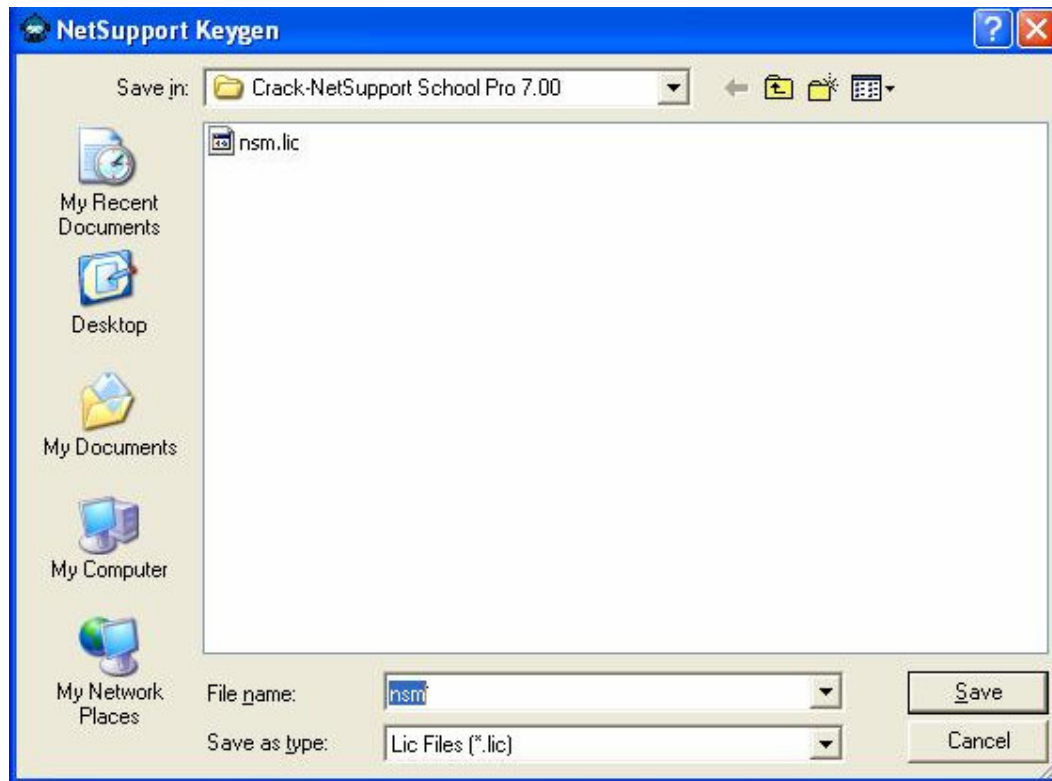 NetSupport Keygen
Save in:
Crack-NetSupport School Pro 7.00
nsm.lic
My Recent
Documents
Desktop
My Documents
My Computer
My Network
Places
File name:
nsm
Save
Save as type:
Lic Files (*.lic)
Cancel